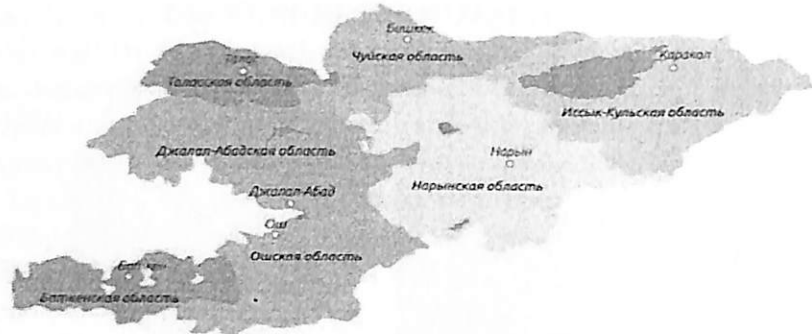 Бишкек
Чуйская область
Талас
Таласская область
Каракол
Иссык-Кульская область
Джалал-Абадская область
Нарын
Нарынская область
Джалал-Абад
Ош
Ошская область
Баткен
Баткенская область